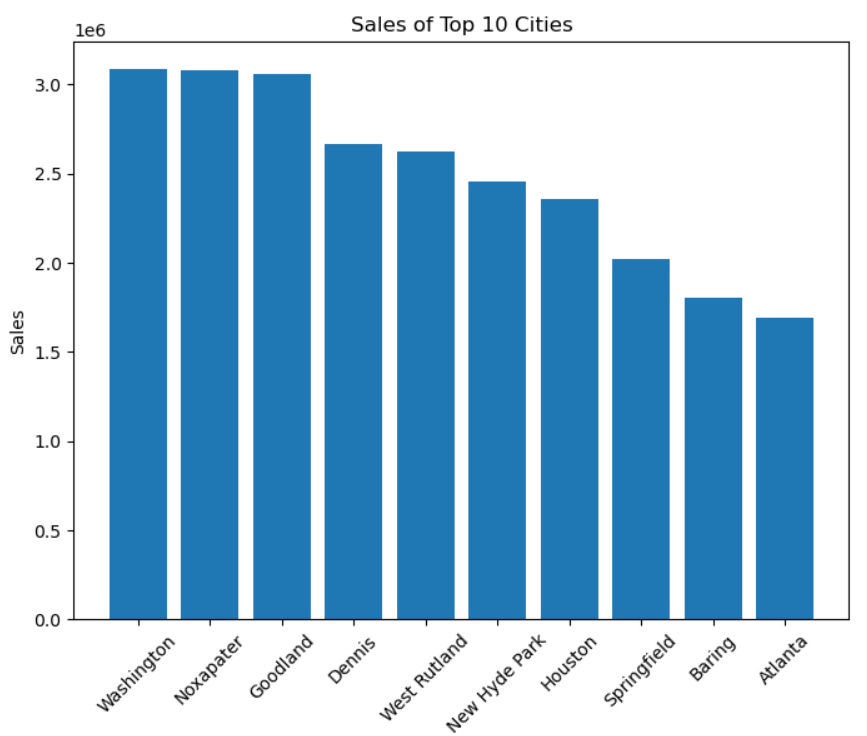 Sales of Top 10 Cities
1e6
3.0
2.5
2.0
1.5
1.0
0.5
0.0
Sales
Washington
Noxapater
Goodland
Dennis
West Rutland
New Hyde Park
Houston
Springfield
Baring
Atlanta